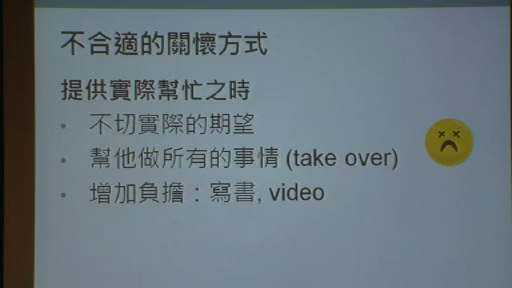 不合適的關懷方式
提供實際幫忙之時
• 不切實際的期望
• 幫他做所有的事情 (take over)
• 增加負擔：寫書, video